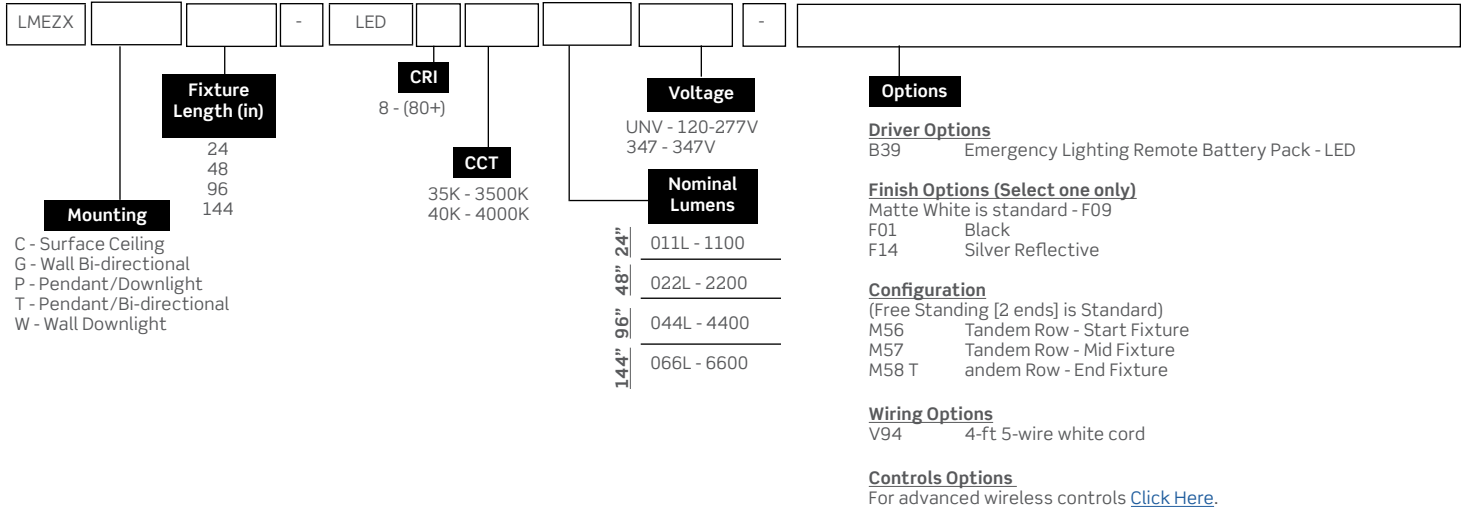 LMEZX - LED -
Mounting
C - Surface Ceiling
G - Wall Bi-directional
P - Pendant/Downlight
T - Pendant/Bi-directional
W - Wall Downlight
Fixture
Length (in)
24
48
96
144
CRI
8 - (80+)
CCT
35K - 3500K
40K - 4000K
Voltage
UNV - 120-277V
347 - 347V
Nominal
Lumens
24" 011L - 1100
48" 022L - 2200
96" 044L - 4400
144" 066L - 6600
Options
Driver Options
B39 Emergency Lighting Remote Battery Pack - LED
Finish Options (Select one only)
Matte White is standard - F09
F01 Black
F14 Silver Reflective
Configuration
(Free Standing [2 ends] is Standard)
M56 Tandem Row - Start Fixture
M57 Tandem Row - Mid Fixture
M58 T andem Row - End Fixture
Wiring Options
V94 4-ft 5-wire white cord
Controls Options
For advanced wireless controls Click Here.